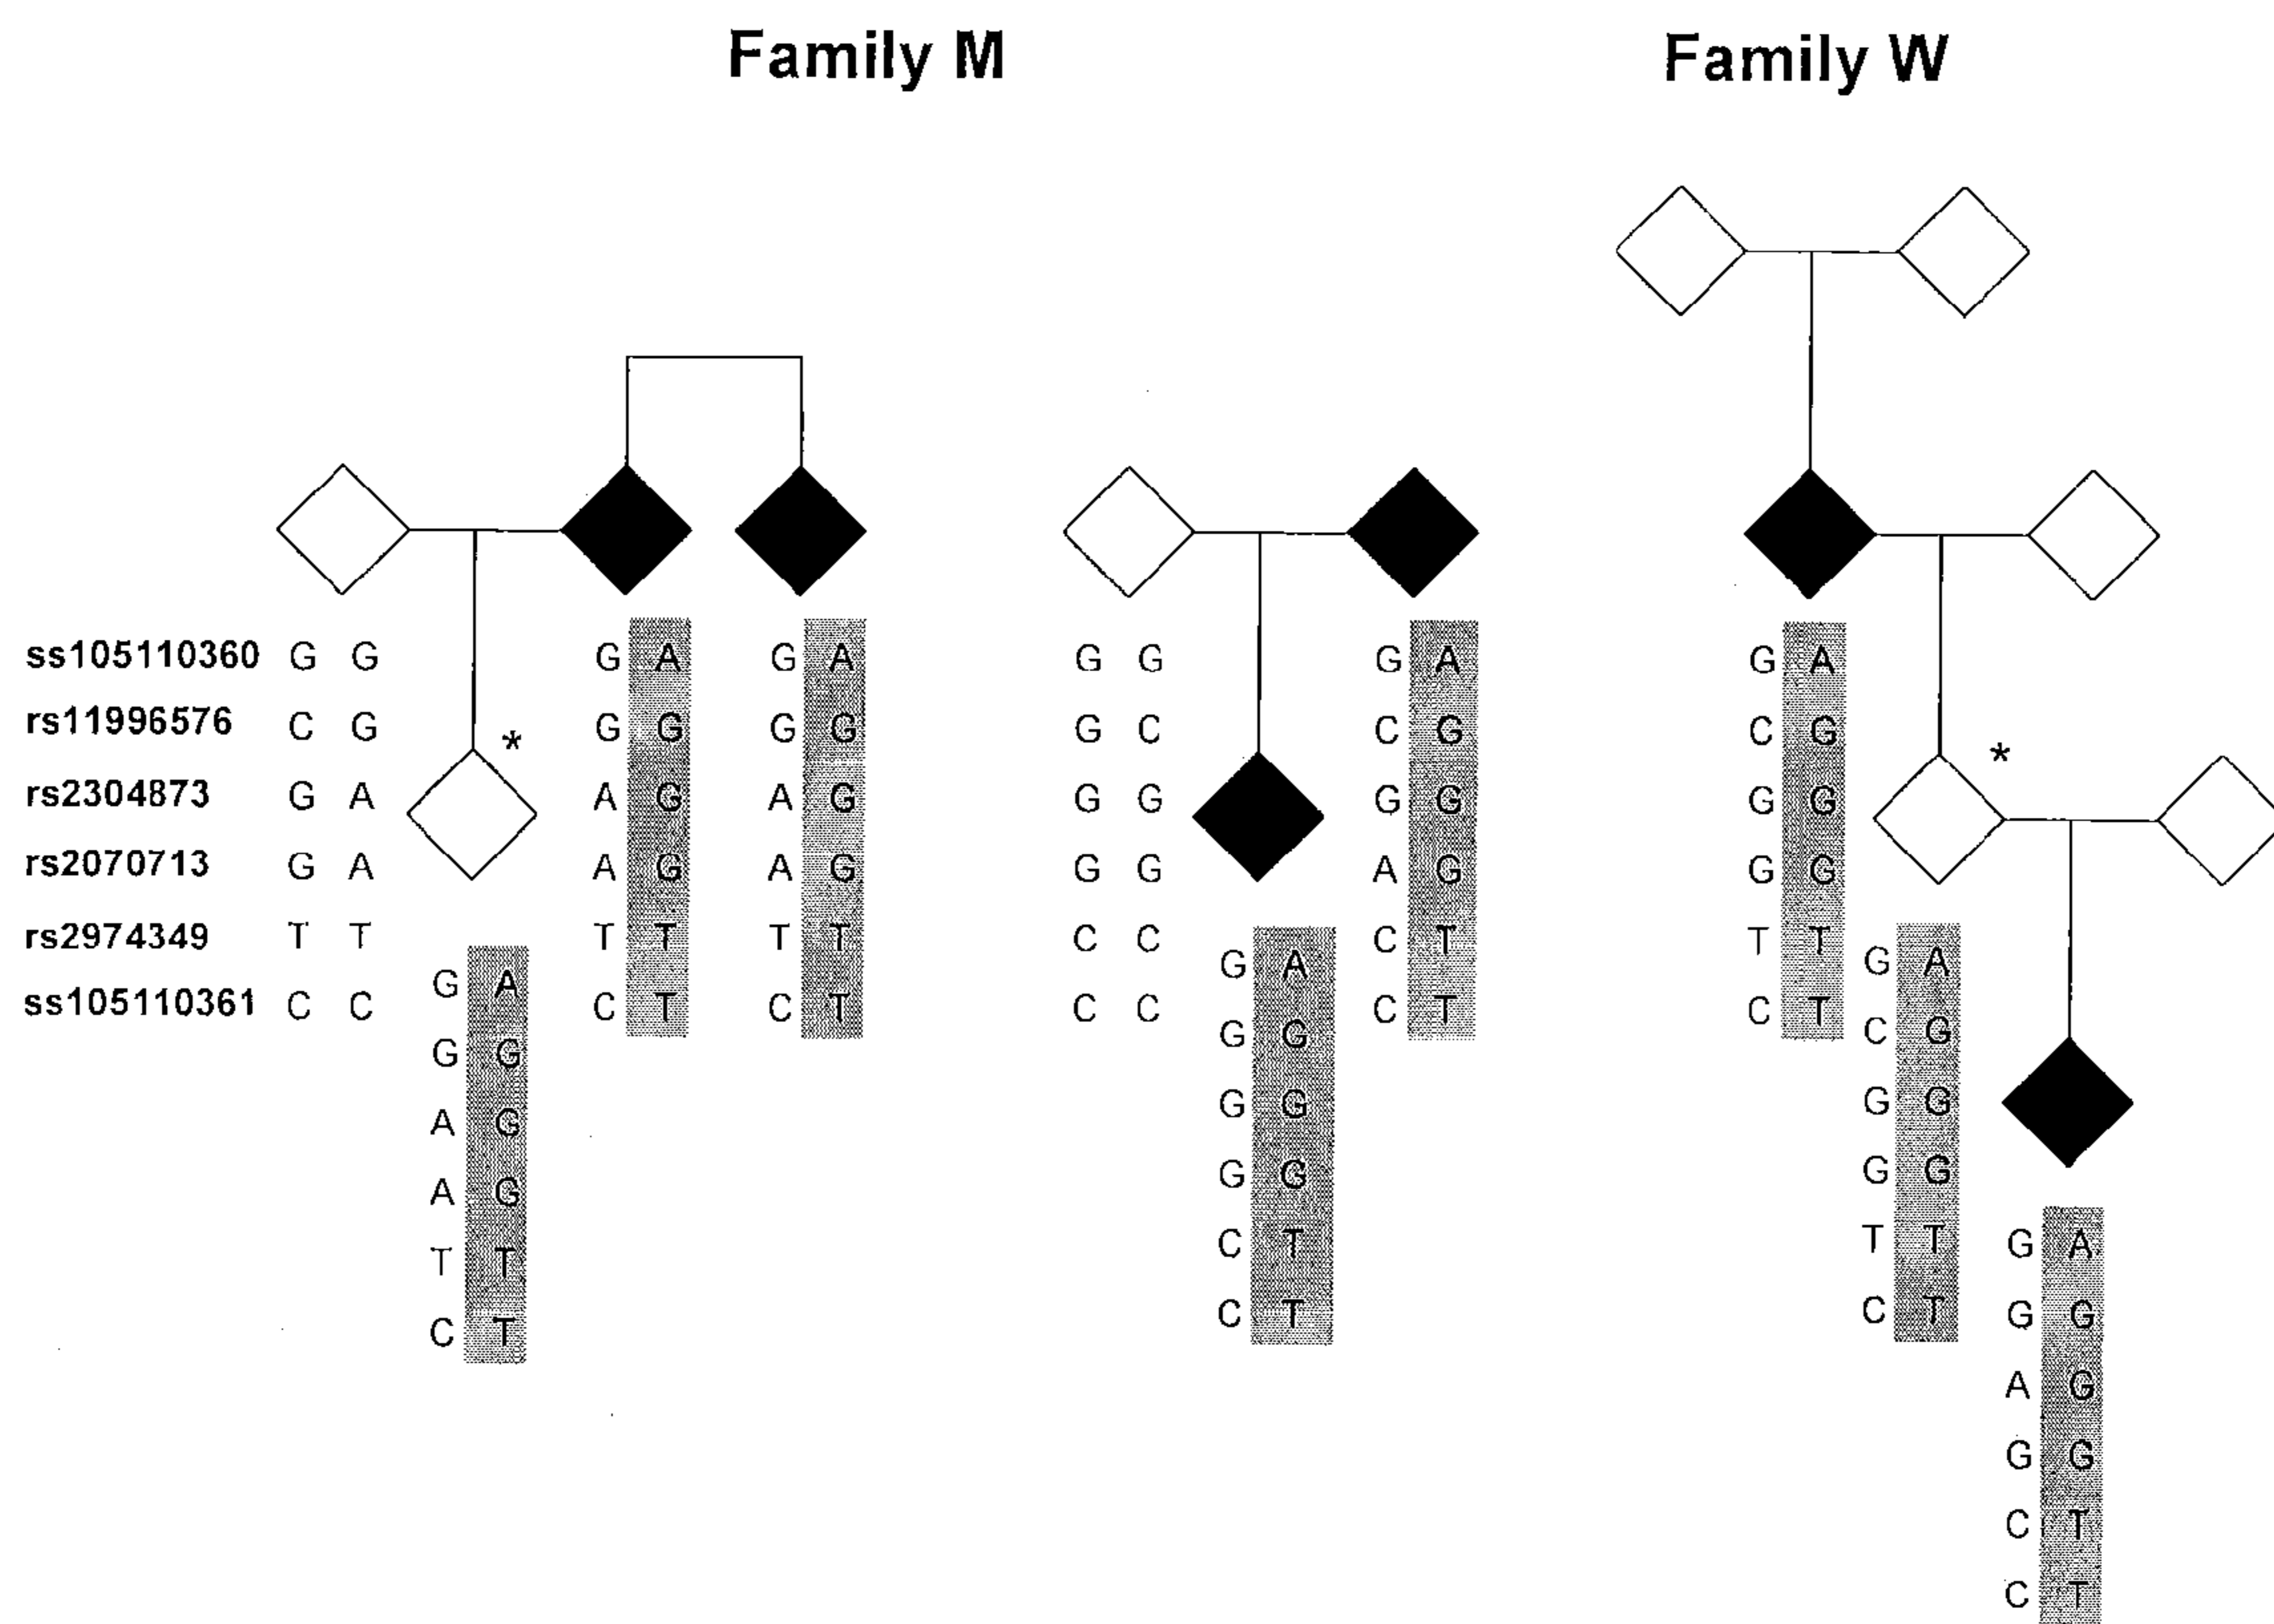 Family M
Family W
ss105110360 G G G A G A G G G A G A
rs11996576 C G G G G G G C C G C G
*
*
rs2304873 G A A G A G G G G G G G
rs2070713 G A A G A G G G A G G G
rs2974349 T T T T T T C C C T T T
ss105110361 C C C T C T C C C T C T
G A
G G
A G
A G
T T
C T
G A
G G
G G
G G
C T
C T
G A
C G
G G
G G
T T
C T
G A
G G
A G
G G
C T
C T